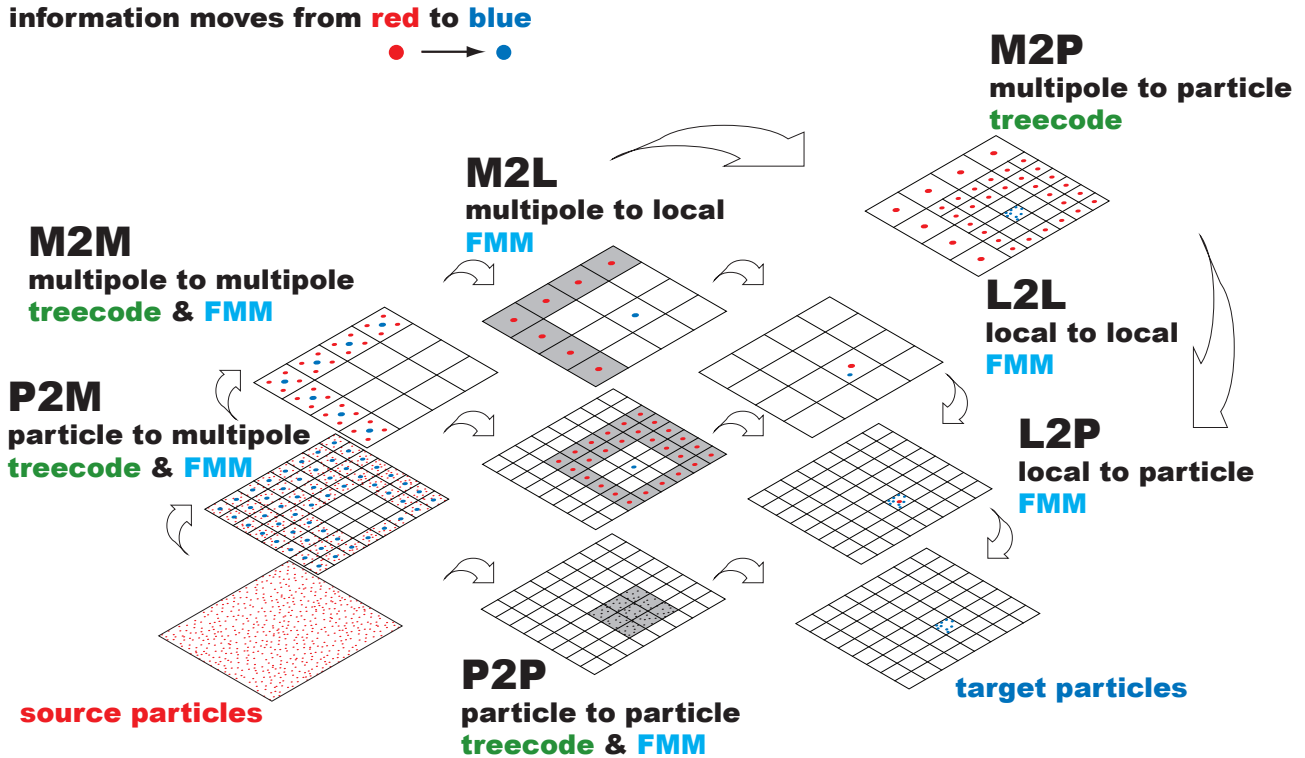 information moves from red to blue
M2P
multipole to particle
treecode
M2L
multipole to local
FMM
M2M
multipole to multipole
treecode & FMM
L2L
local to local
FMM
P2M
particle to multipole
treecode & FMM
L2P
local to particle
FMM
P2P
particle to particle
treecode & FMM
source particles
target particles